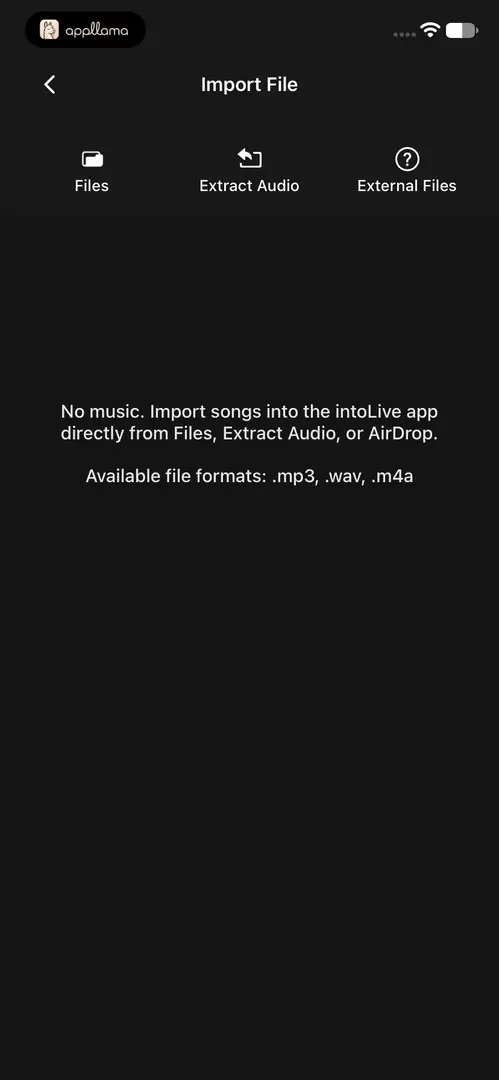 appllama
Import File
Files
Extract Audio
External Files
No music. Import songs into the intoLive app
directly from Files, Extract Audio, or AirDrop.
Available file formats: .mp3, .wav, .m4a